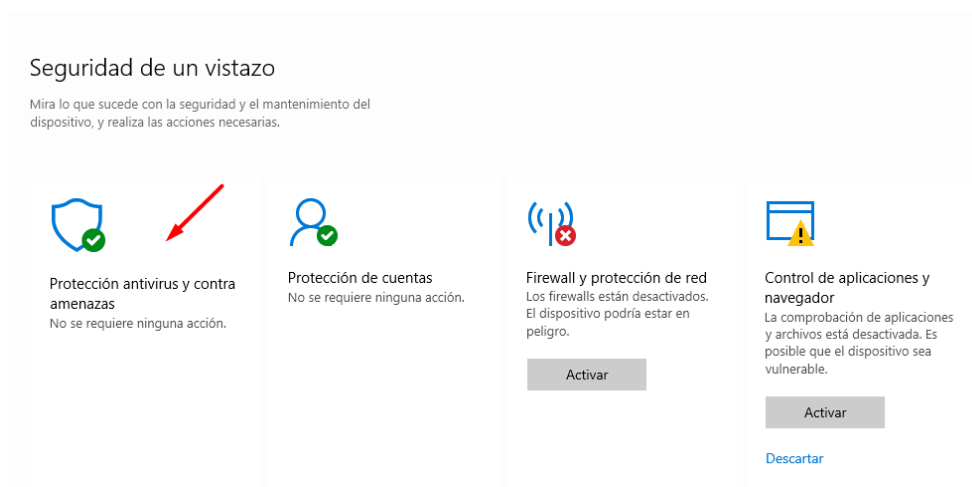 Seguridad de un vistazo
Mira lo que sucede con la seguridad y el mantenimiento del
dispositivo, y realiza las acciones necesarias.
Protección antivirus y contra
amenazas
No se requiere ninguna acción.
Protección de cuentas
No se requiere ninguna acción.
Firewall y protección de red
Los firewalls están desactivados.
El dispositivo podría estar en
peligro.
Activar
Control de aplicaciones y
navegador
La comprobación de aplicaciones
y archivos está desactivada. Es
posible que el dispositivo sea
vulnerable.
Activar
Descartar